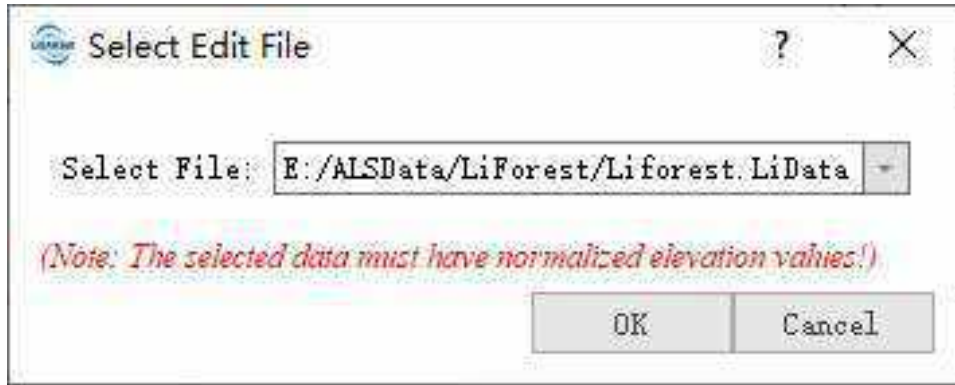 Select Edit File
?
Select File: E:/ALSData/LiForest/Liforest.LiData
(Note: The selected data must have normalized elevation values!)
OK Cancel